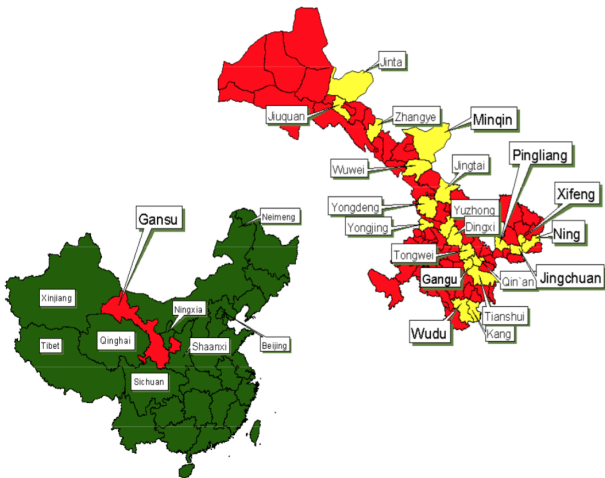 Jinta
Jiuquan
Zhangye
Minqin
Pingliang
Wuwei
Jingtai
Xifeng
Yongdeng
Yuzhong
Yongjing
Dingxi
Ning
Tongwei
Gangu
Qin`an
Jingchuan
Tianshui
Wudu
Kang
Gansu
Neimeng
Xinjiang
Ningxia
Tibet
Qinghai
Shaanxi
Beijing
Sichuan